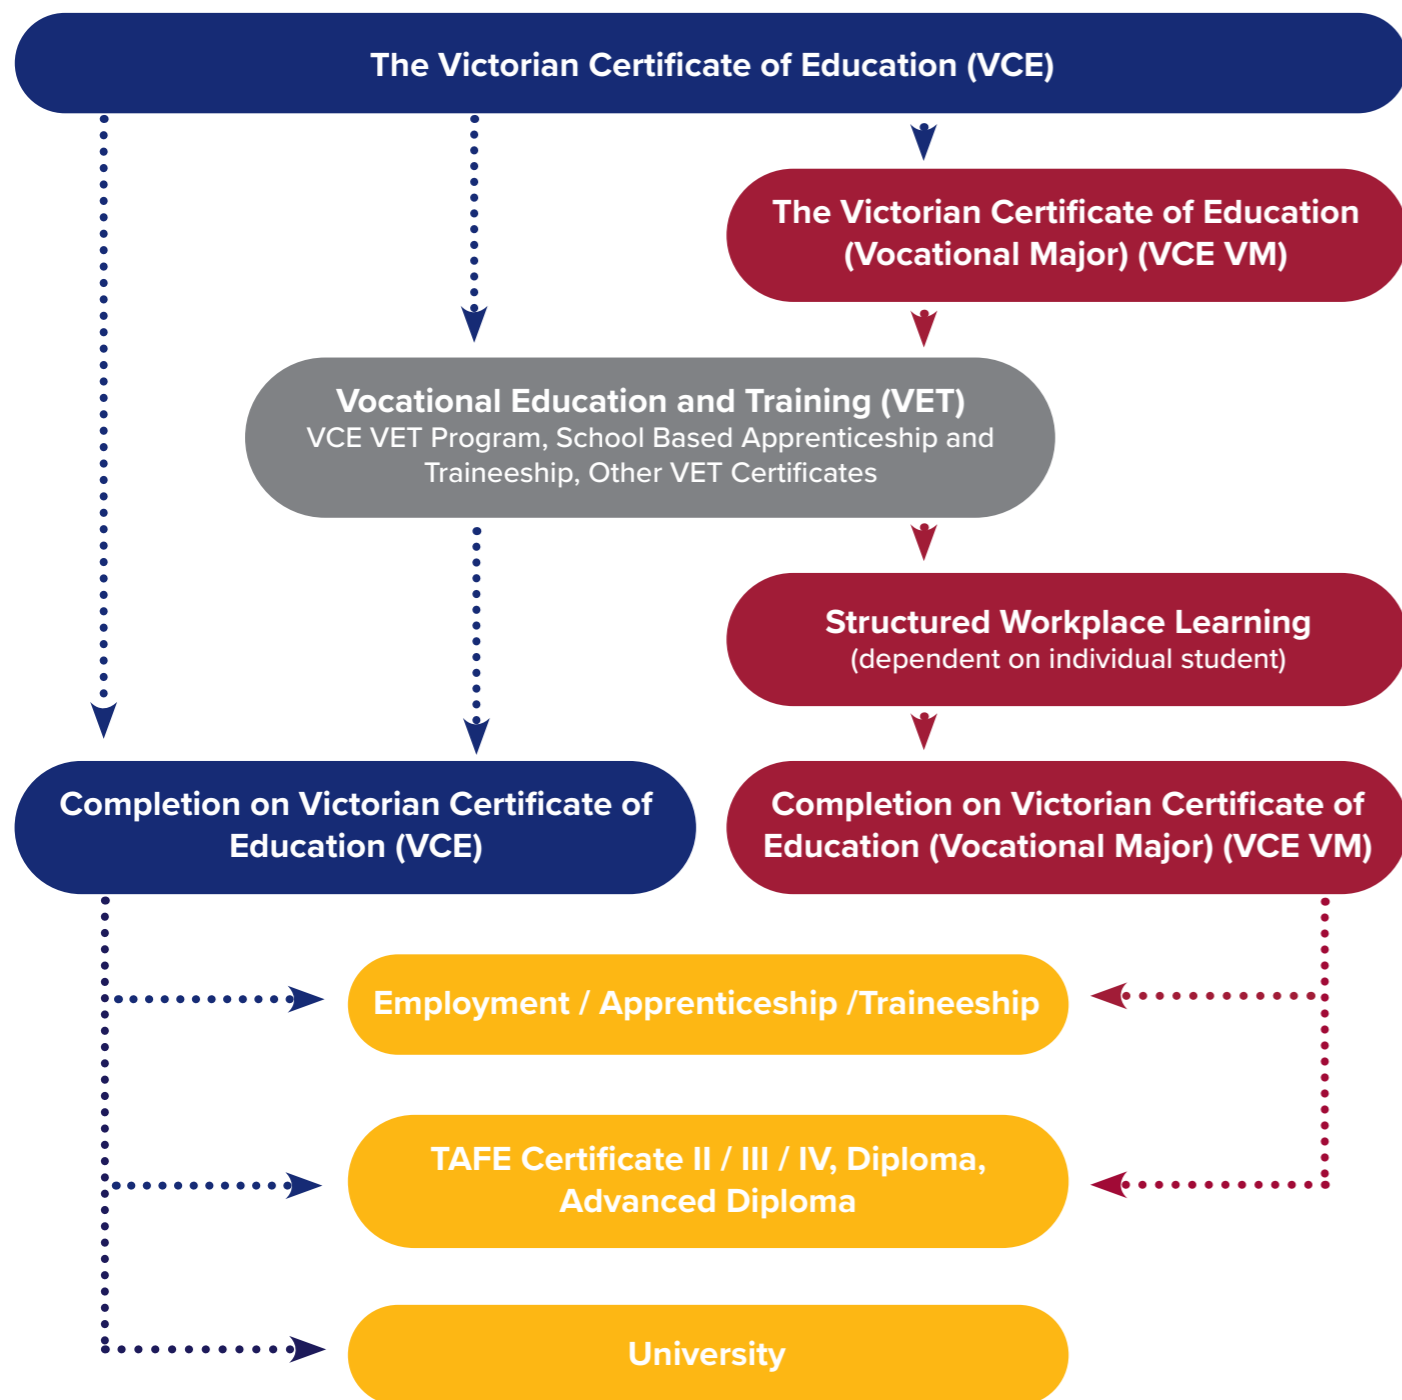 The Victorian Certificate of Education (VCE)
The Victorian Certificate of Education
(Vocational Major) (VCE VM)
Vocational Education and Training (VET)
VCE VET Program, School Based Apprenticeship and
Traineeship, Other VET Certificates
Structured Workplace Learning
(dependent on individual student)
Completion on Victorian Certificate of
Education (VCE)
Completion on Victorian Certificate of
Education (Vocational Major) (VCE VM)
Employment / Apprenticeship /Traineeship
TAFE Certificate II / III / IV, Diploma,
Advanced Diploma
University